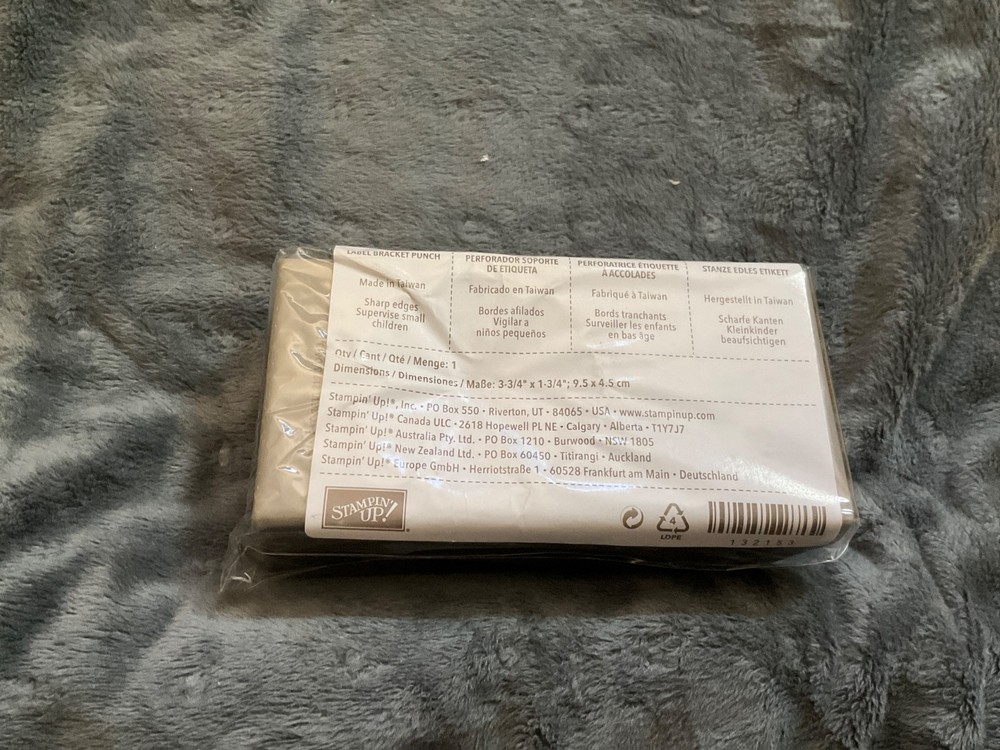 LABEL BRACKET PUNCH
Made in Taiwan
Sharp edges
Supervise small
children
PERFORADOR SOPORTE
DE ETIQUETA
Fabricado en Taiwán
Bordes afilados
Vigilar a
niños pequeños
PERFORATRICE ÉTIQUETTE
A ACCOLADES
Fabriqué à Taiwan
Bords tranchants
Surveiller les enfants
en bas âge
STANZE EDLES ETIKETT
Hergestellt in Taiwan
Scharfe Kanten
Kleinkinder
beaufsichtigen
Qty / Cant / Qté / Menge: 1
Dimensions / Dimensiones / Maße: 3-3/4" x 1-3/4"; 9.5 x 4.5 cm
Stampin' Up!®, Inc. • PO Box 550 • Riverton, UT • 84065 • USA • www.stampinup.com
Stampin' Up!® Canada ULC • 2618 Hopewell PL NE • Calgary • Alberta • T1Y7J7
Stampin' Up!® Australia Pty. Ltd. • PO Box 1210 • Burwood • NSW 1805
Stampin' Up!® New Zealand Ltd. • PO Box 60450 • Titirangi • Auckland
Stampin' Up!® Europe GmbH • Herriotstraße 1 • 60528 Frankfurt am Main • Deutschland
STAMPIN'
UP!®
4
LDPE
132153